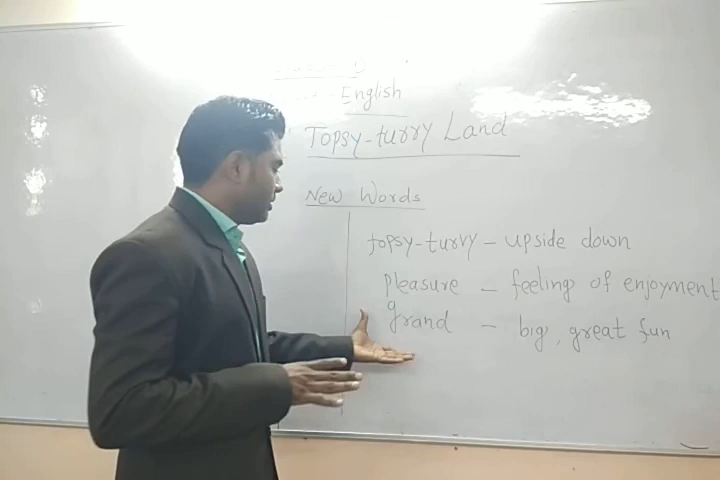 English
Topsy-turvy Land
New Words
topsy-turvy – upside down
pleasure – feeling of enjoyment
grand – big, great fun